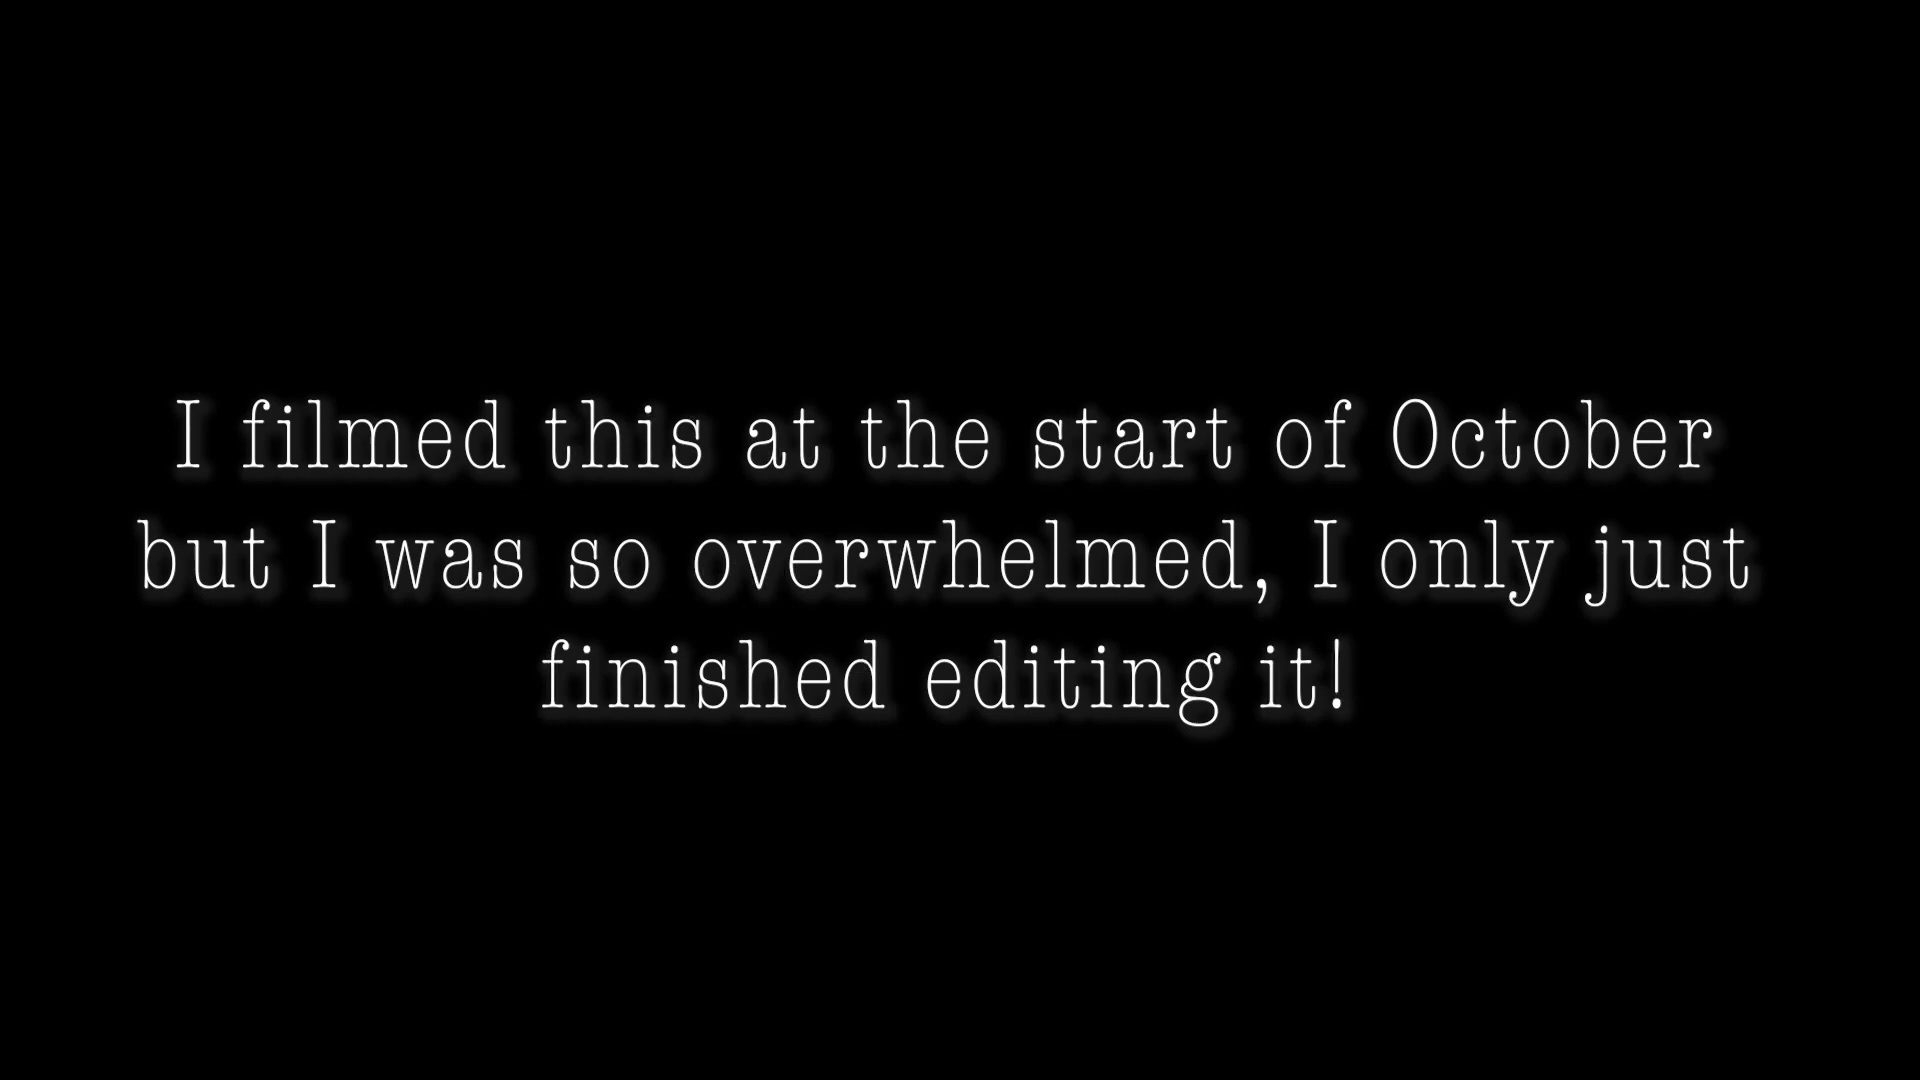 I filmed this at the start of October
but I was so overwhelmed, I only just
finished editing it!